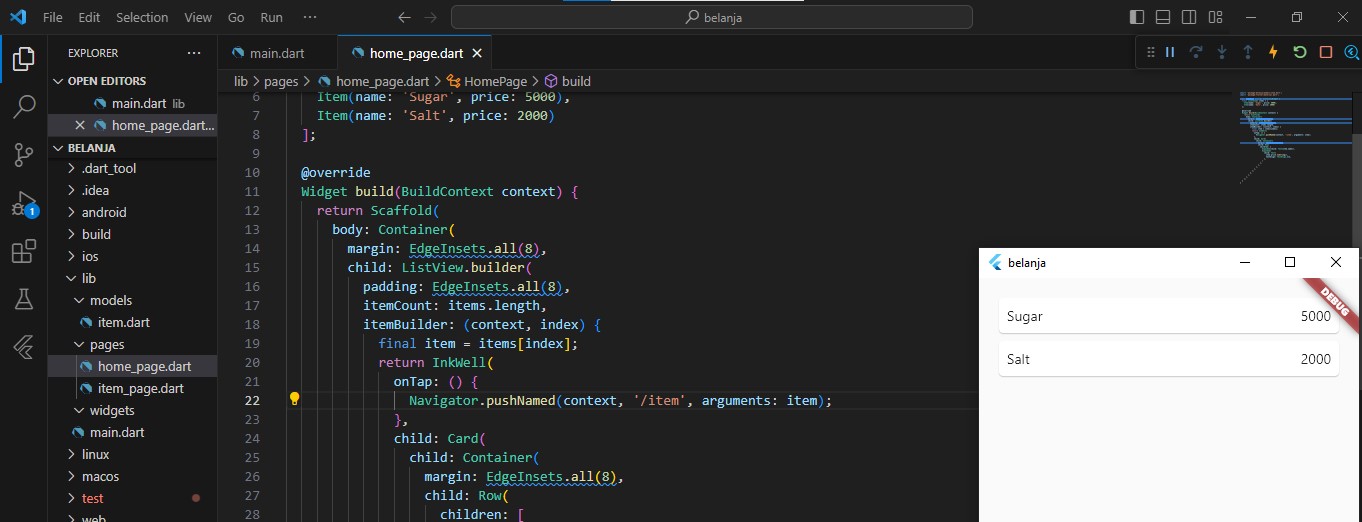 File Edit Selection View Go Run ··· belanja
EXPLORER ···
OPEN EDITORS
main.dart lib
home_page.dart...
BELANJA
.dart_tool
.idea
android
build
ios
lib
models
item.dart
pages
home_page.dart
item_page.dart
widgets
main.dart
linux
macos
test
web
1
main.dart home_page.dart
lib > pages > home_page.dart > HomePage > build
6 Item(name: 'Sugar', price: 5000),
7 Item(name: 'Salt', price: 2000)
8 ];
9
10 @override
11 Widget build(BuildContext context) {
12 return Scaffold(
13 body: Container(
14 margin: EdgeInsets.all(8),
15 child: ListView.builder(
16 padding: EdgeInsets.all(8),
17 itemCount: items.length,
18 itemBuilder: (context, index) {
19 final item = items[index];
20 return InkWell(
21 onTap: () {
22 Navigator.pushNamed(context, '/item', arguments: item);
23 },
24 child: Card(
25 child: Container(
26 margin: EdgeInsets.all(8),
27 child: Row(
28 children: [
belanja
DEBUG
Sugar 5000
Salt 2000